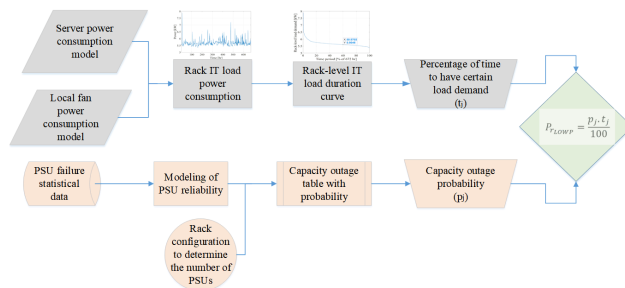 Server power
consumption
model
Local fan
power
consumption
model
Rack IT load
power
consumption
Rack-level IT
load duration
curve
Percentage of time
to have certain
load demand
(tj)
PrLOWP = pj.tj
100
PSU failure
statistical
data
Modeling of
PSU reliability
Capacity outage
table with
probability
Capacity outage
probability
(pj)
Rack
configuration
to determine
the number of
PSUs